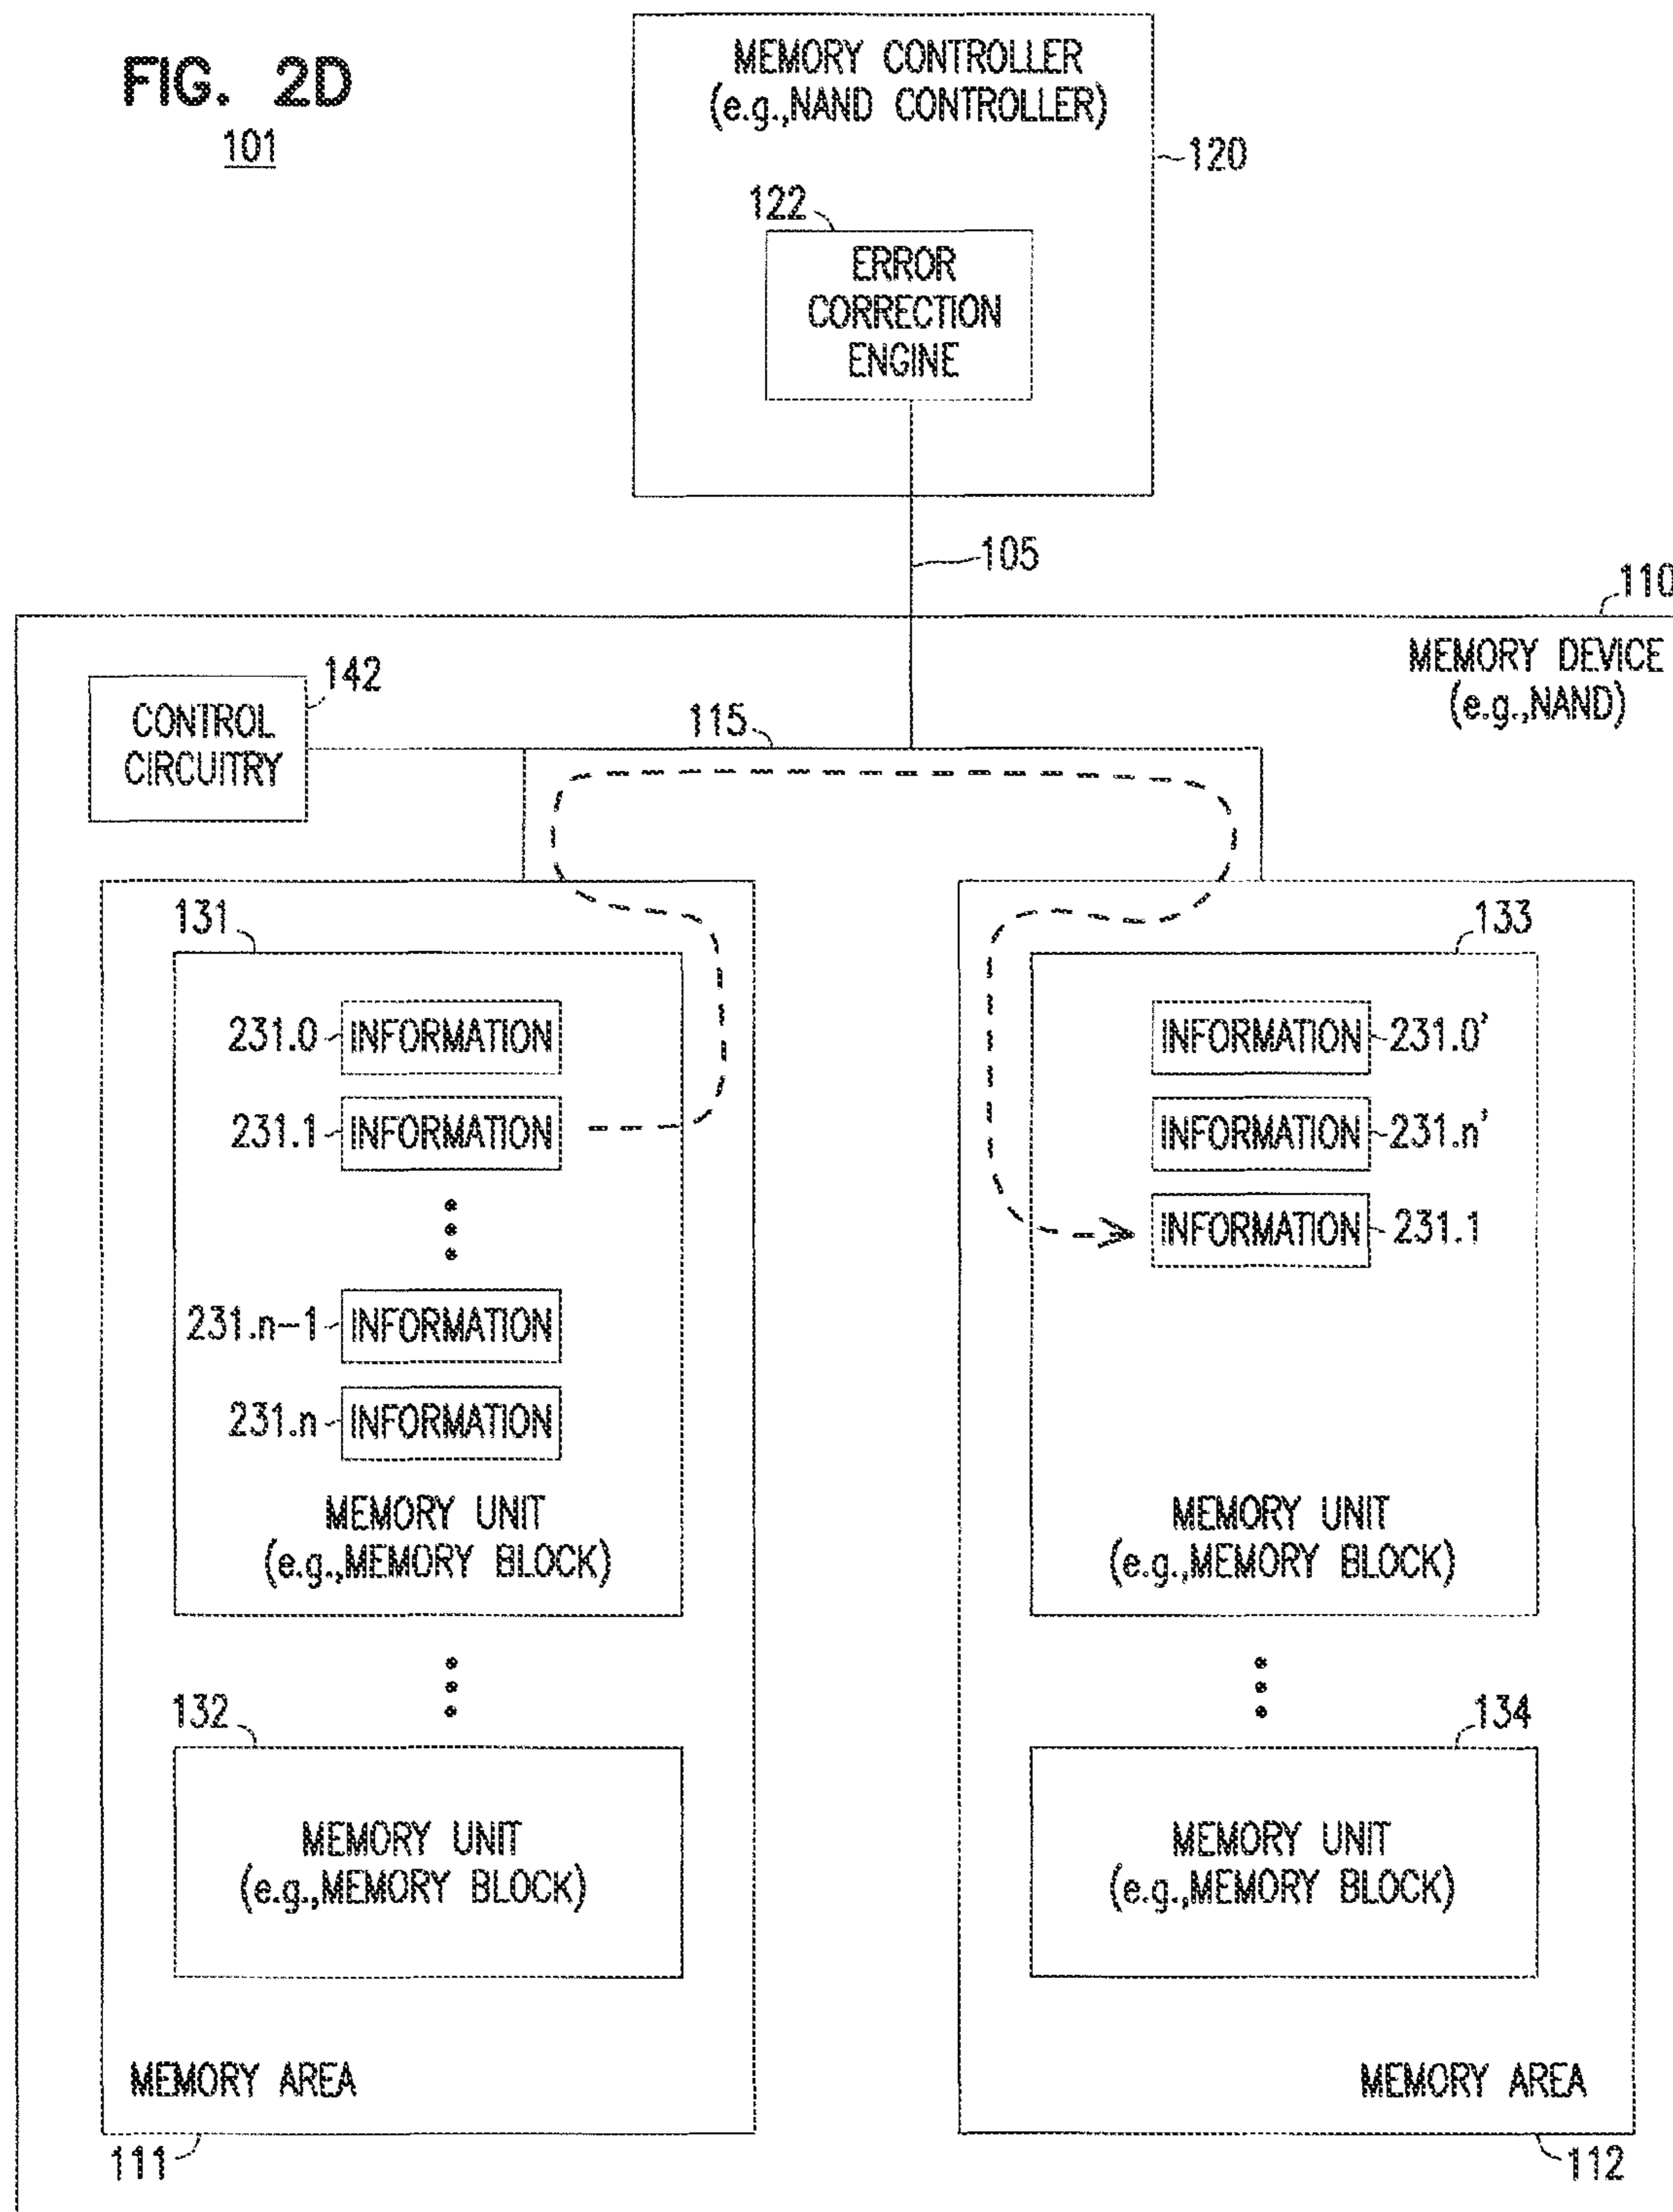 FIG. 2D
101
MEMORY CONTROLLER
(e.g.,NAND CONTROLLER)
120
122
ERROR
CORRECTION
ENGINE
105
110
MEMORY DEVICE
(e.g.,NAND)
142
CONTROL
CIRCUITRY
115
131
231.0 INFORMATION
231.1 INFORMATION
231.n-1 INFORMATION
231.n INFORMATION
MEMORY UNIT
(e.g.,MEMORY BLOCK)
132
MEMORY UNIT
(e.g.,MEMORY BLOCK)
MEMORY AREA
111
133
INFORMATION 231.0'
INFORMATION 231.n'
INFORMATION 231.1
MEMORY UNIT
(e.g.,MEMORY BLOCK)
134
MEMORY UNIT
(e.g.,MEMORY BLOCK)
MEMORY AREA
112